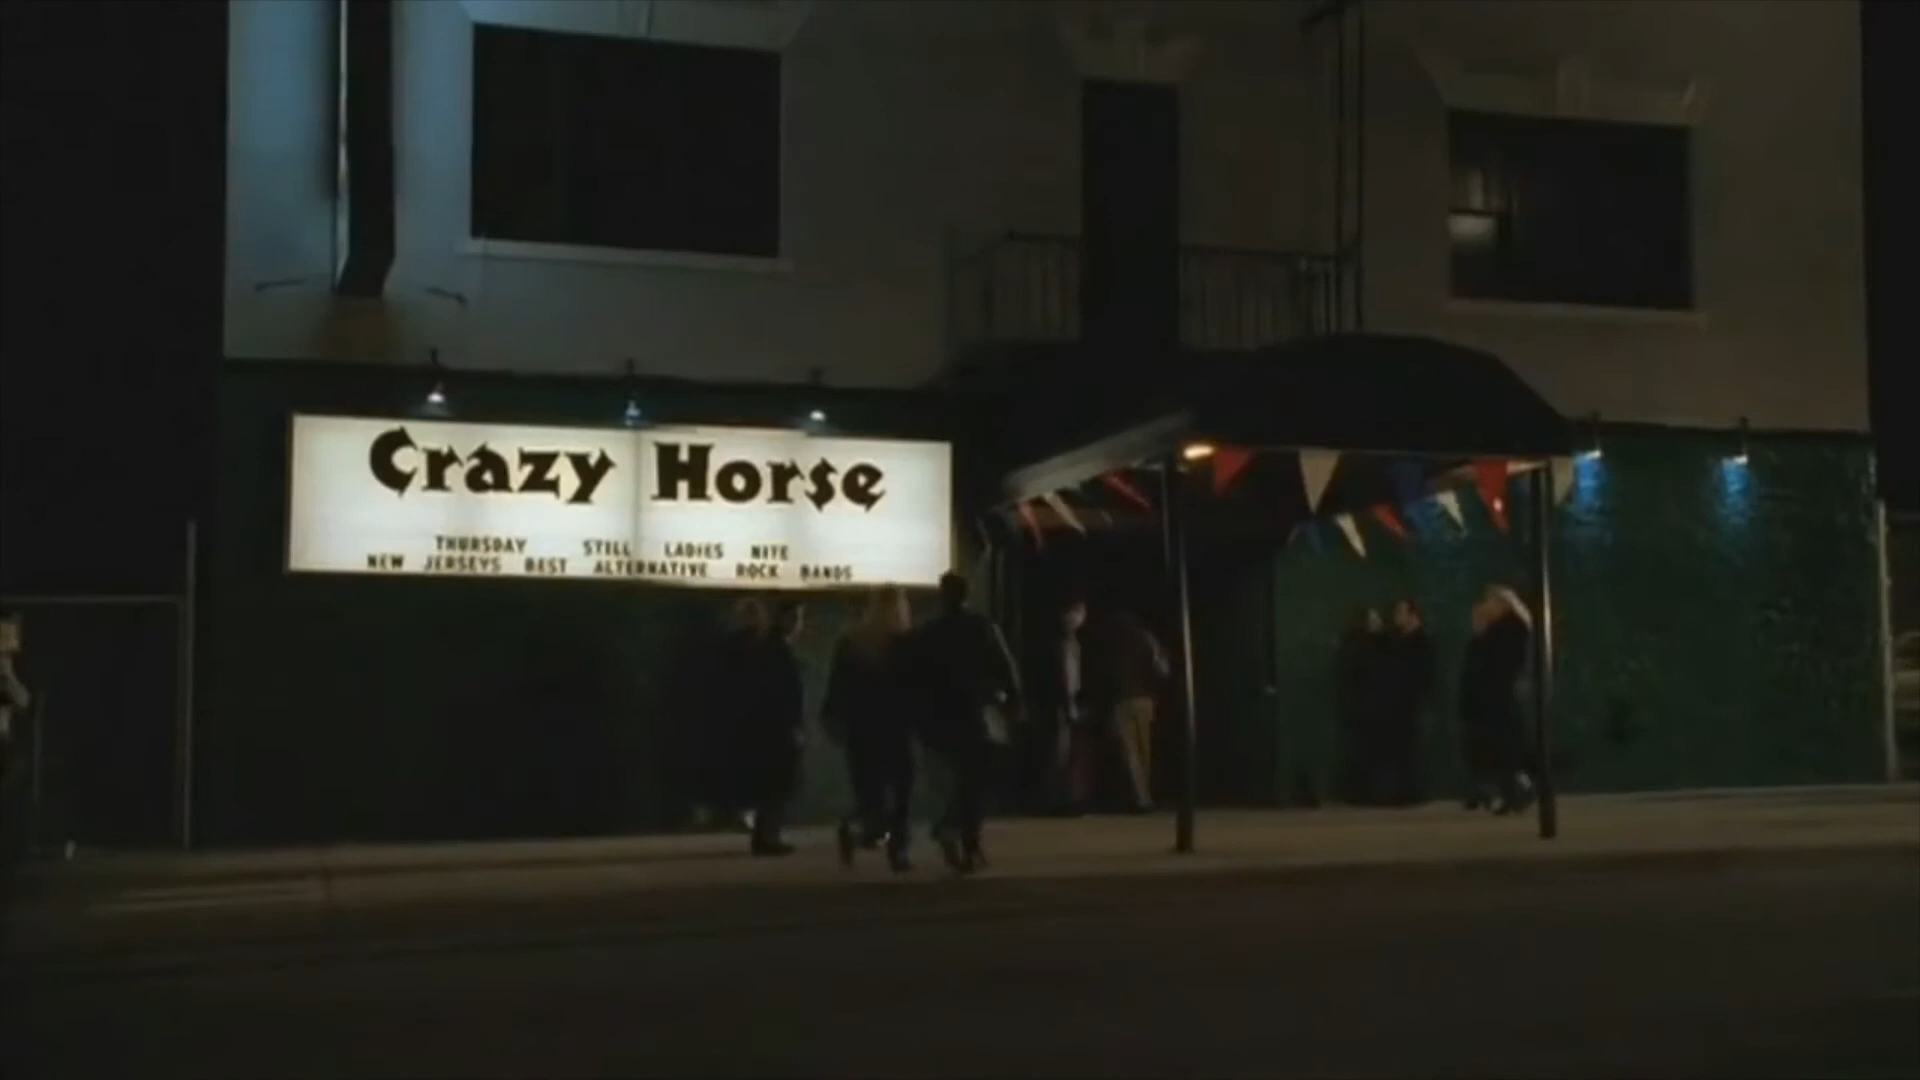 Crazy Horse
THURSDAY STILL LADIES NITE
NEW JERSEYS BEST ALTERNATIVE ROCK BANDS